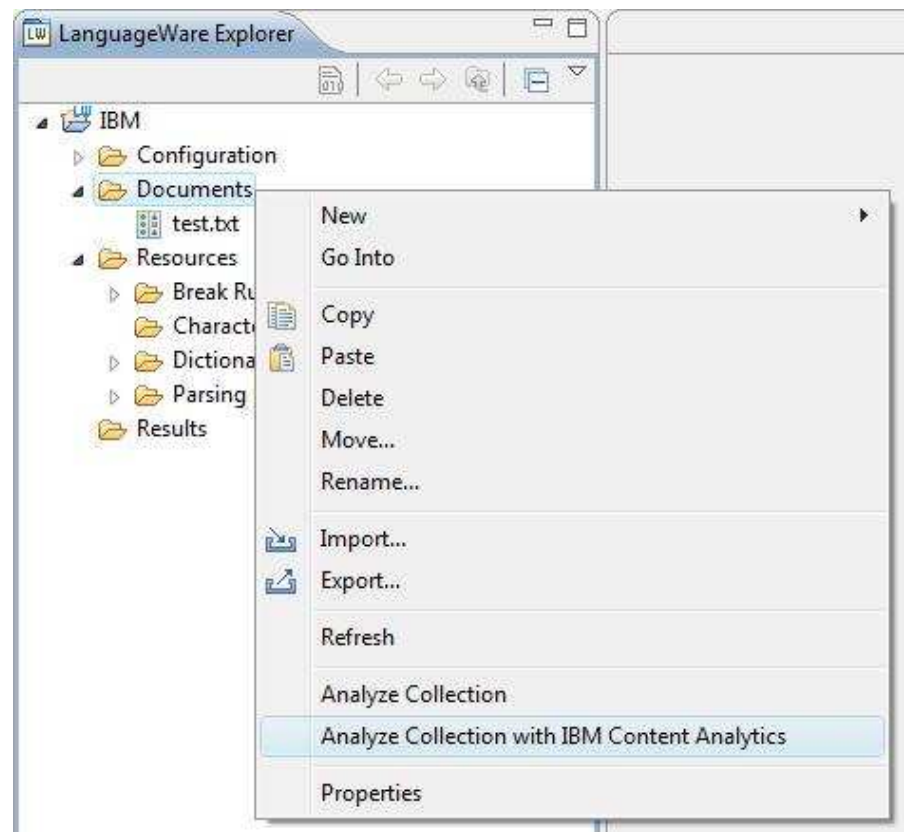 LW LanguageWare Explorer
IBM
Configuration
Documents
test.txt
Resources
Break Ru
Characte
Dictiona
Parsing
Results
New
Go Into
Copy
Paste
Delete
Move...
Rename...
Import...
Export...
Refresh
Analyze Collection
Analyze Collection with IBM Content Analytics
Properties